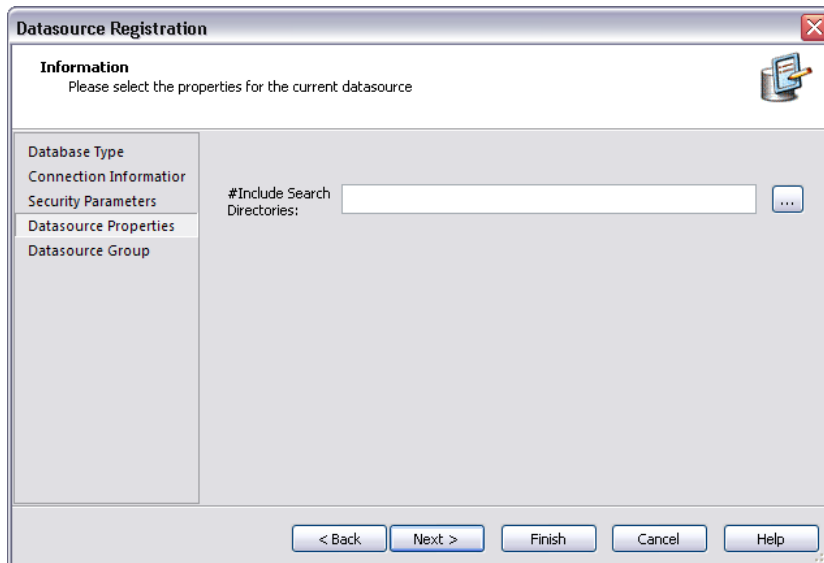 Datasource Registration
Information
Please select the properties for the current datasource
Database Type
Connection Informatior
Security Parameters
Datasource Properties
Datasource Group
#Include Search
Directories:
...
< Back
Next >
Finish
Cancel
Help